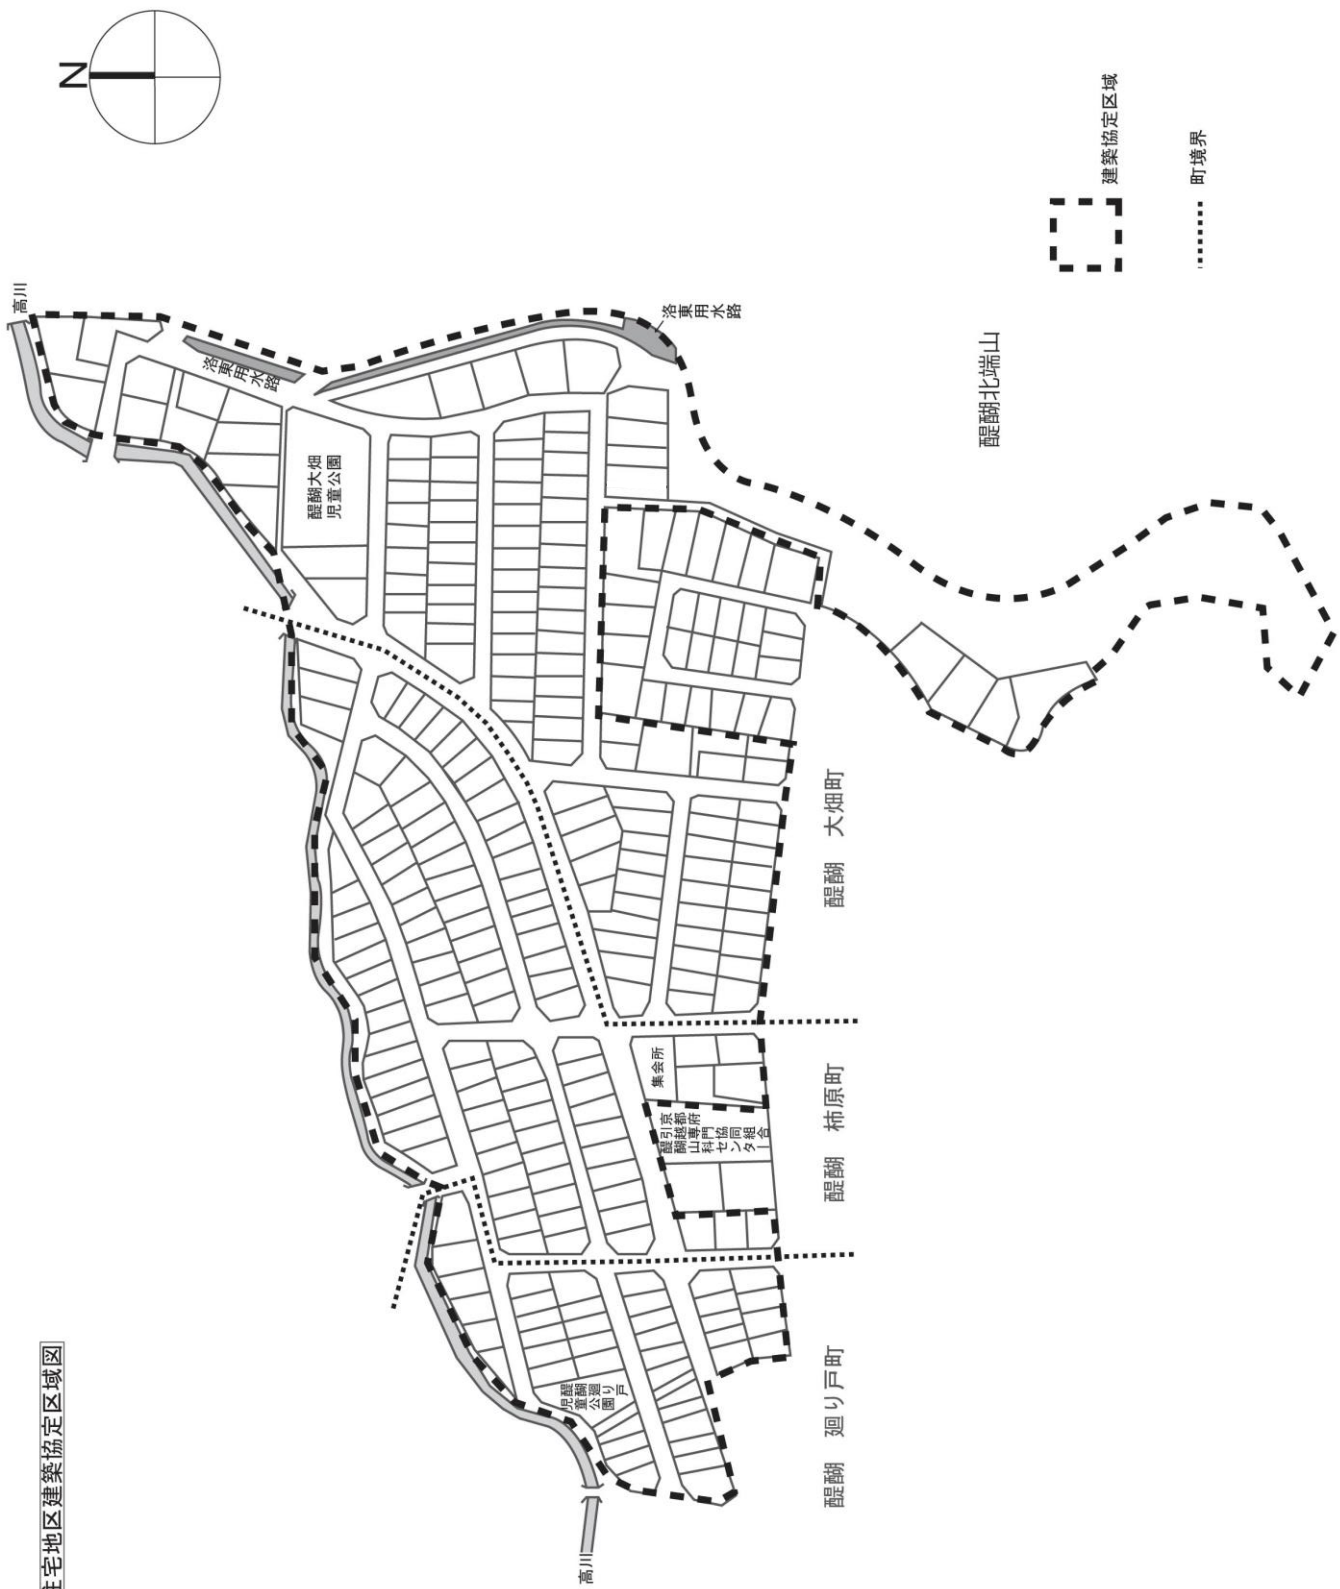 住宅地区建築協定区域図
N
建築協定区域
町境界
高川
洛東用水路
洛東用水路
醍醐大畑
児童公園
醍醐北端山
醍醐　大畑町
集会所
京都府専門協同組合
引越
醍醐山科センター
醍醐　柿原町
醍醐廻り戸
児童公園
醍醐　廻り戸町
高川